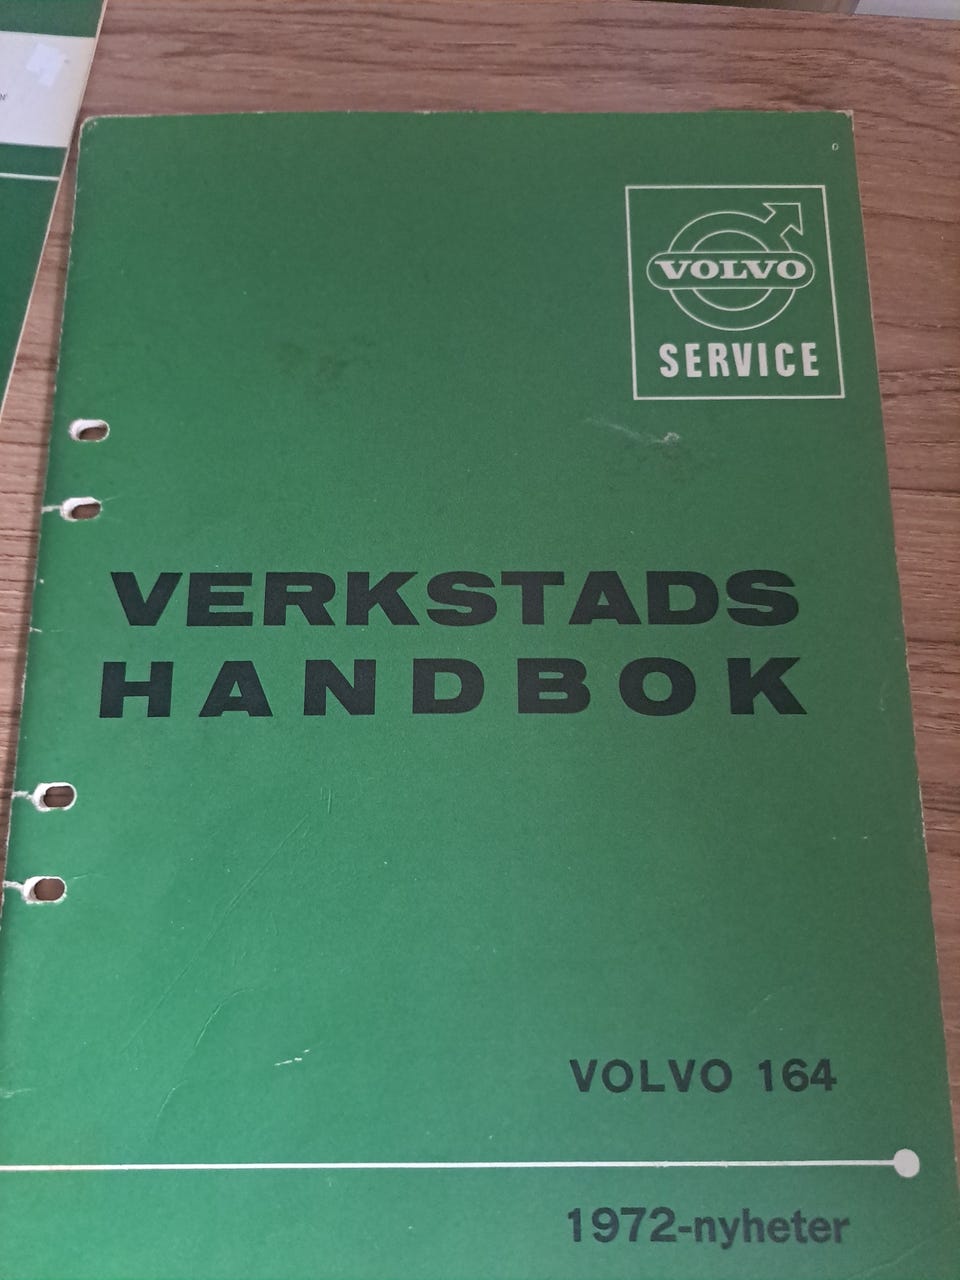 VOLVO
SERVICE
VERKSTADS
HANDBOK
VOLVO 164
1972-nyheter